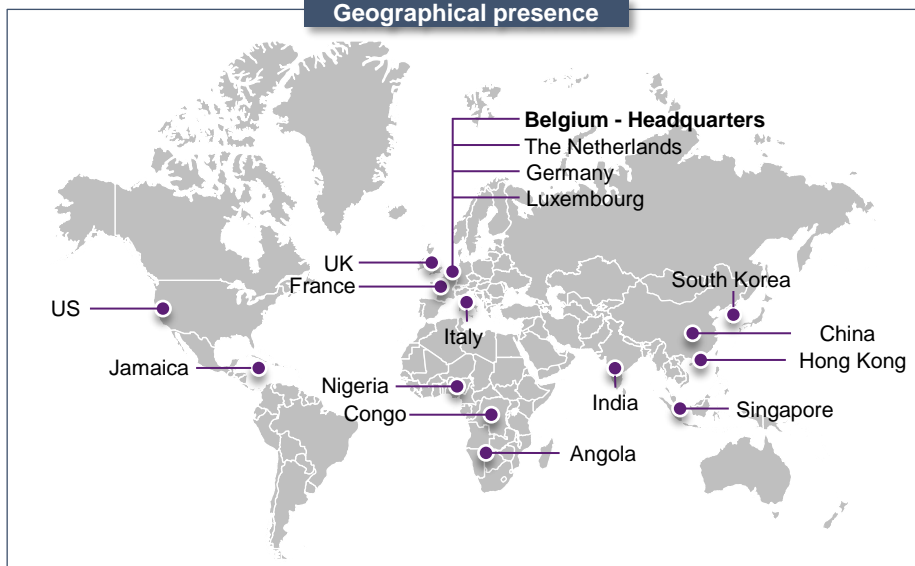 Geographical presence
Belgium - Headquarters
The Netherlands
Germany
Luxembourg
UK
France
South Korea
US
Italy
China
Jamaica
Hong Kong
Nigeria
India
Congo
Singapore
Angola